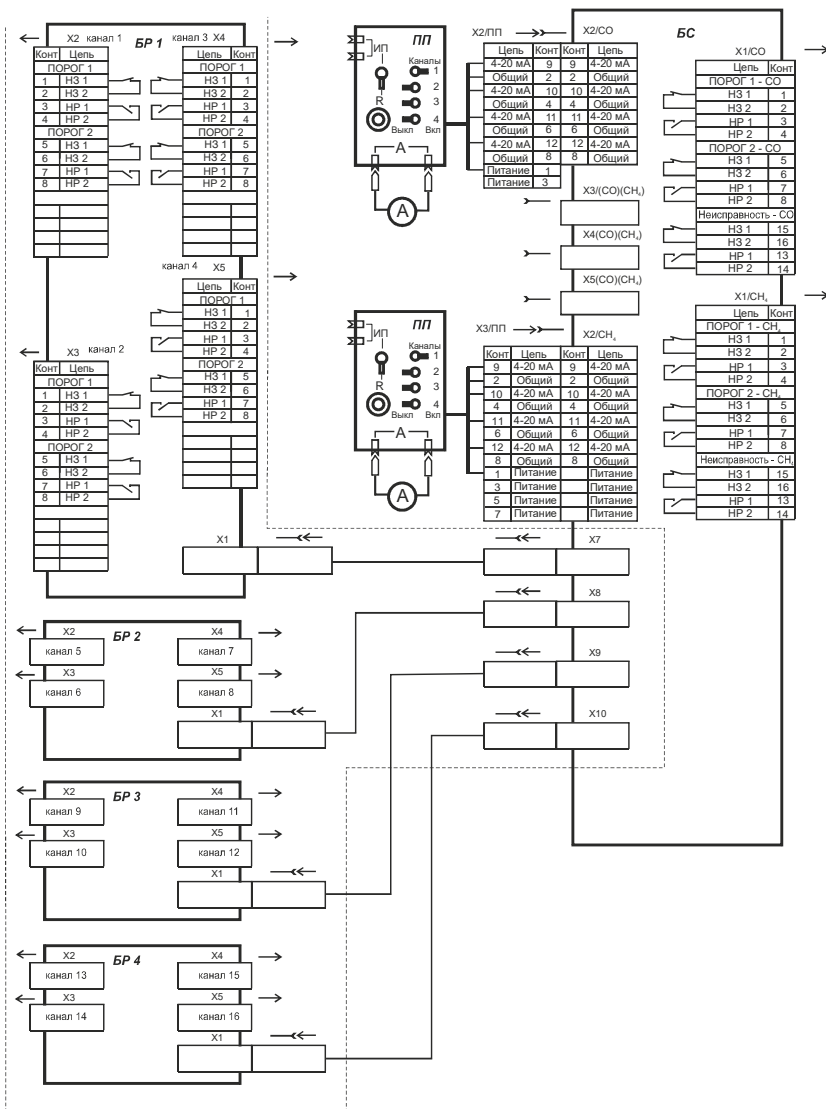 X2 канал 1
БР 1
канал 3 X4
Конт Цепь
ПОРОГ 1
1 НЗ 1
2 НЗ 2
3 НР 1
4 НР 2
ПОРОГ 2
5 НЗ 1
6 НЗ 2
7 НР 1
8 НР 2
Цепь Конт
ПОРОГ 1
НЗ 1 1
НЗ 2 2
НР 1 3
НР 2 4
ПОРОГ 2
НЗ 1 5
НЗ 2 6
НР 1 7
НР 2 8
канал 4 X5
Цепь Конт
ПОРОГ 1
НЗ 1 1
НЗ 2 2
НР 1 3
НР 2 4
ПОРОГ 2
НЗ 1 5
НЗ 2 6
НР 1 7
НР 2 8
X3 канал 2
Конт Цепь
ПОРОГ 1
1 НЗ 1
2 НЗ 2
3 НР 1
4 НР 2
ПОРОГ 2
5 НЗ 1
6 НЗ 2
7 НР 1
8 НР 2
X1
ПП
ИП
Каналы
1
2
R
3
4
Выкл Вкл
А
А
X2/ПП
X2/СО
БС
Цепь Конт Конт Цепь
4-20 мА 9 9 4-20 мА
Общий 2 2 Общий
4-20 мА 10 10 4-20 мА
Общий 4 4 Общий
4-20 мА 11 11 4-20 мА
Общий 6 6 Общий
4-20 мА 12 12 4-20 мА
Общий 8 8 Общий
Питание 1
Питание 3
X3/(СО)(СН₄)
X4(СО)(СН₄)
X5(СО)(СН₄)
ПП
ИП
Каналы
1
2
R
3
4
Выкл Вкл
А
А
X3/ПП
X2/СН₄
Конт Цепь Конт Цепь
9 4-20 мА 9 4-20 мА
2 Общий 2 Общий
10 4-20 мА 10 4-20 мА
4 Общий 4 Общий
11 4-20 мА 11 4-20 мА
6 Общий 6 Общий
12 4-20 мА 12 4-20 мА
8 Общий 8 Общий
1 Питание Питание
3 Питание Питание
5 Питание Питание
7 Питание Питание
X1/СО
Цепь Конт
ПОРОГ 1 - СО
НЗ 1 1
НЗ 2 2
НР 1 3
НР 2 4
ПОРОГ 2 - СО
НЗ 1 5
НЗ 2 6
НР 1 7
НР 2 8
Неисправность - СО
НЗ 1 15
НЗ 2 16
НР 1 13
НР 2 14
X1/СН₄
Цепь Конт
ПОРОГ 1 - СН₄
НЗ 1 1
НЗ 2 2
НР 1 3
НР 2 4
ПОРОГ 2 - СН₄
НЗ 1 5
НЗ 2 6
НР 1 7
НР 2 8
Неисправность - СН₄
НЗ 1 15
НЗ 2 16
НР 1 13
НР 2 14
X7
X8
X9
X10
X2
БР 2
X4
канал 5
канал 7
X3
X5
канал 6
канал 8
X1
X2
БР 3
X4
канал 9
канал 11
X3
X5
канал 10
канал 12
X1
X2
БР 4
X4
канал 13
канал 15
X3
X5
канал 14
канал 16
X1